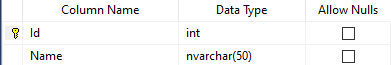 Column Name Data Type Allow Nulls
Id int
Name nvarchar(50)